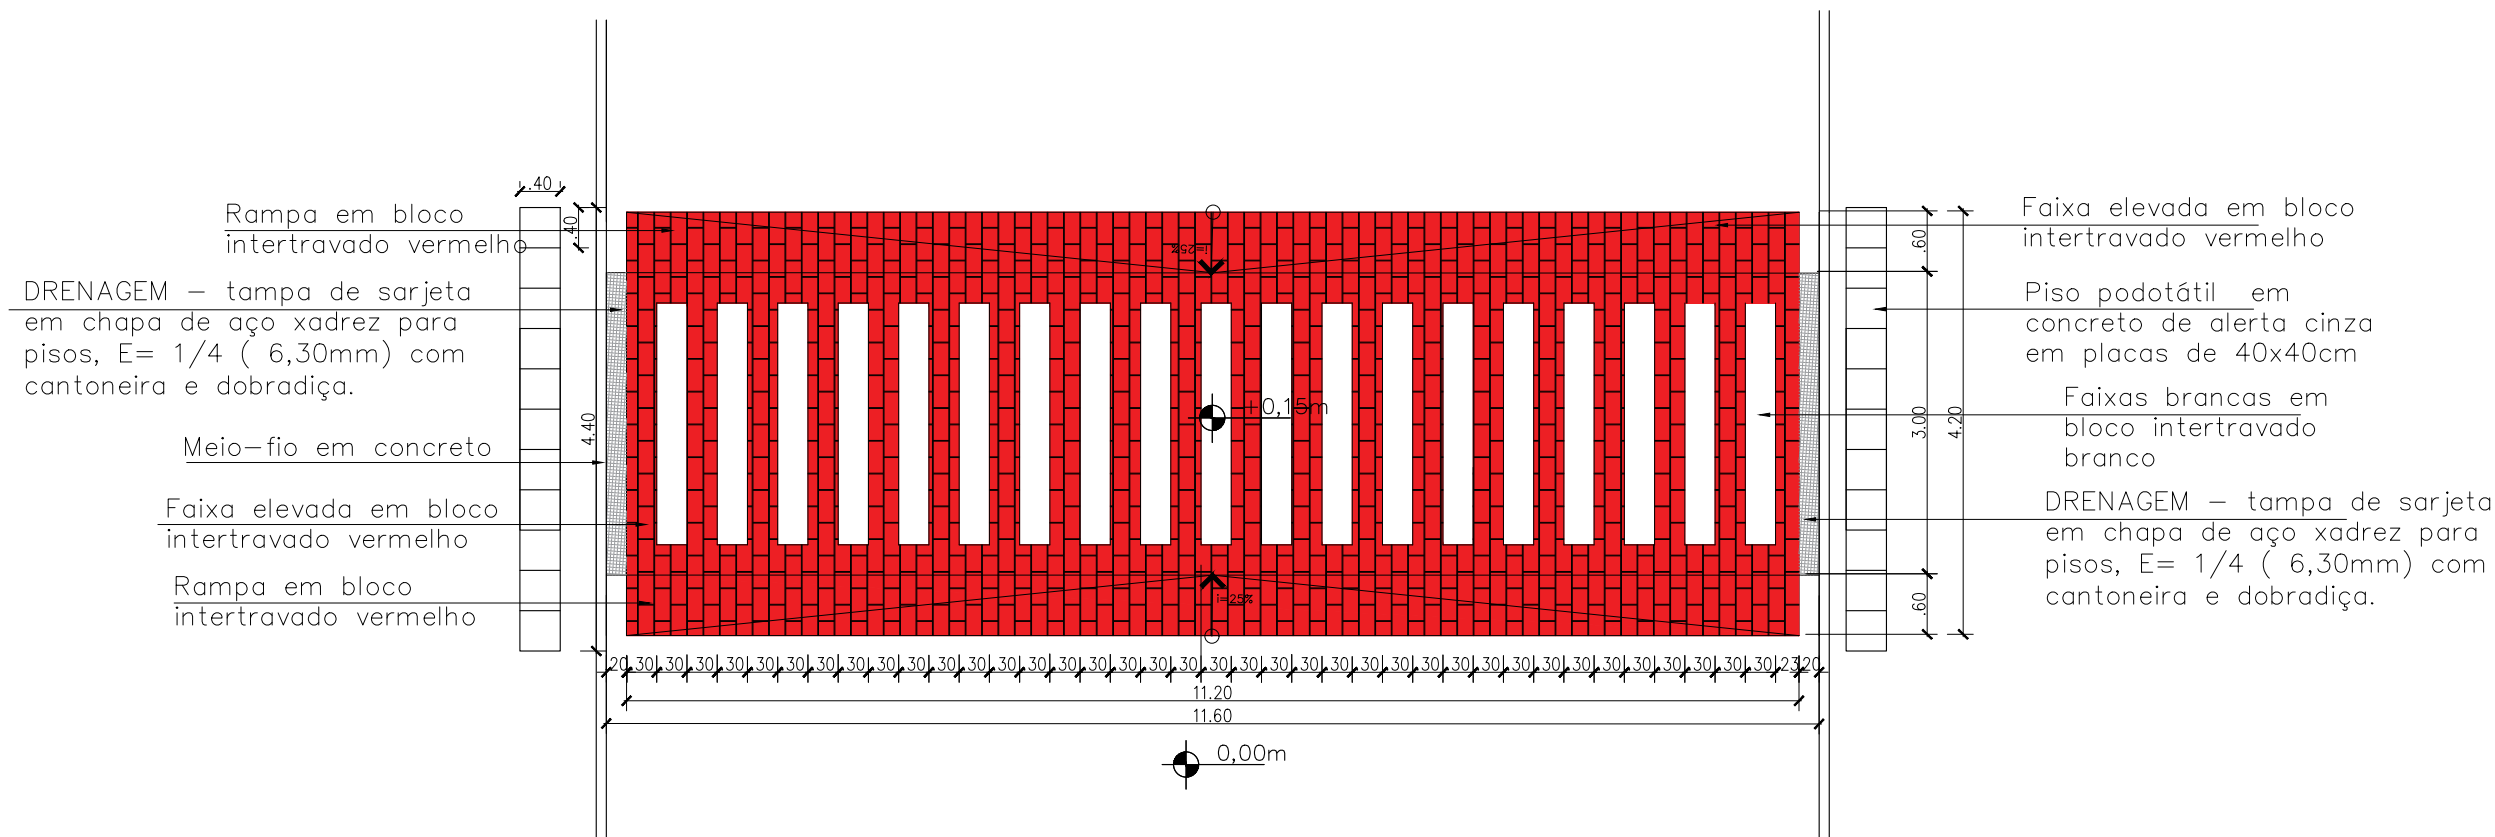 .40
.40
Rampa em bloco
intertravado vermelho
DRENAGEM – tampa de sarjeta
em chapa de aço xadrez para
pisos, E= 1/4 ( 6,30mm) com
cantoneira e dobradiça.
4.40
Meio–fio em concreto
Faixa elevada em bloco
intertravado vermelho
Rampa em bloco
intertravado vermelho
i=25%
+0,15m
i=25%
.20 .30 .30 .30 .30 .30 .30 .30 .30 .30 .30 .30 .30 .30 .30 .30 .30 .30 .30 .30 .30 .30 .30 .30 .30 .30 .30 .30 .30 .30 .30 .30 .30 .30 .30 .30 .30 .30 .30 .23 .20
11.20
11.60
0,00m
Faixa elevada em bloco
intertravado vermelho
.60
3.00
4.20
.60
Piso podotátil em
concreto de alerta cinza
em placas de 40x40cm
Faixas brancas em
bloco intertravado
branco
DRENAGEM – tampa de sarjeta
em chapa de aço xadrez para
pisos, E= 1/4 ( 6,30mm) com
cantoneira e dobradiça.